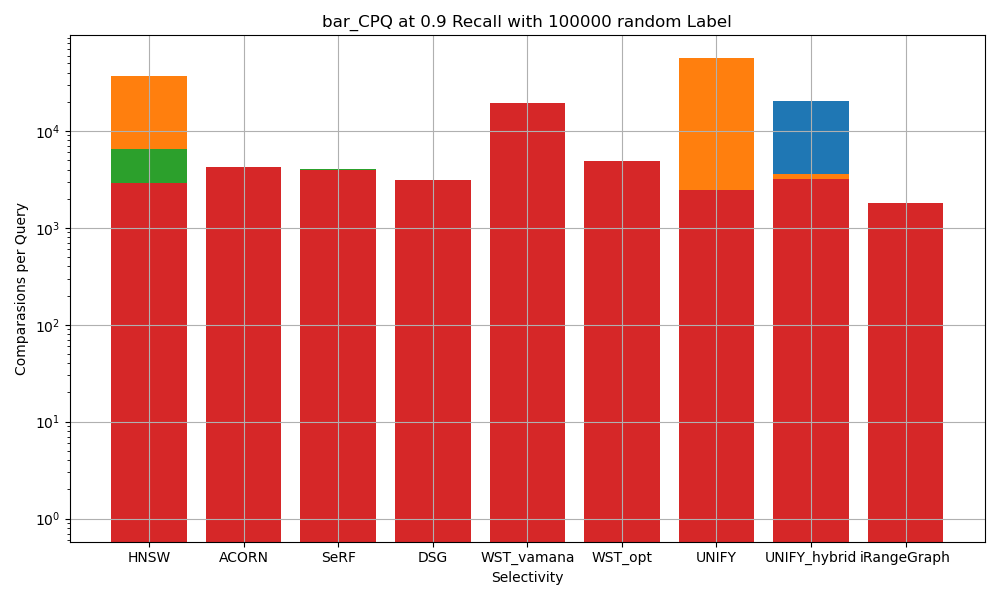 bar_CPQ at 0.9 Recall with 100000 random Label
Comparasions per Query
10^4
10^3
10^2
10^1
10^0
HNSW ACORN SeRF DSG WST_vamana WST_opt UNIFY UNIFY_hybrid iRangeGraph
Selectivity